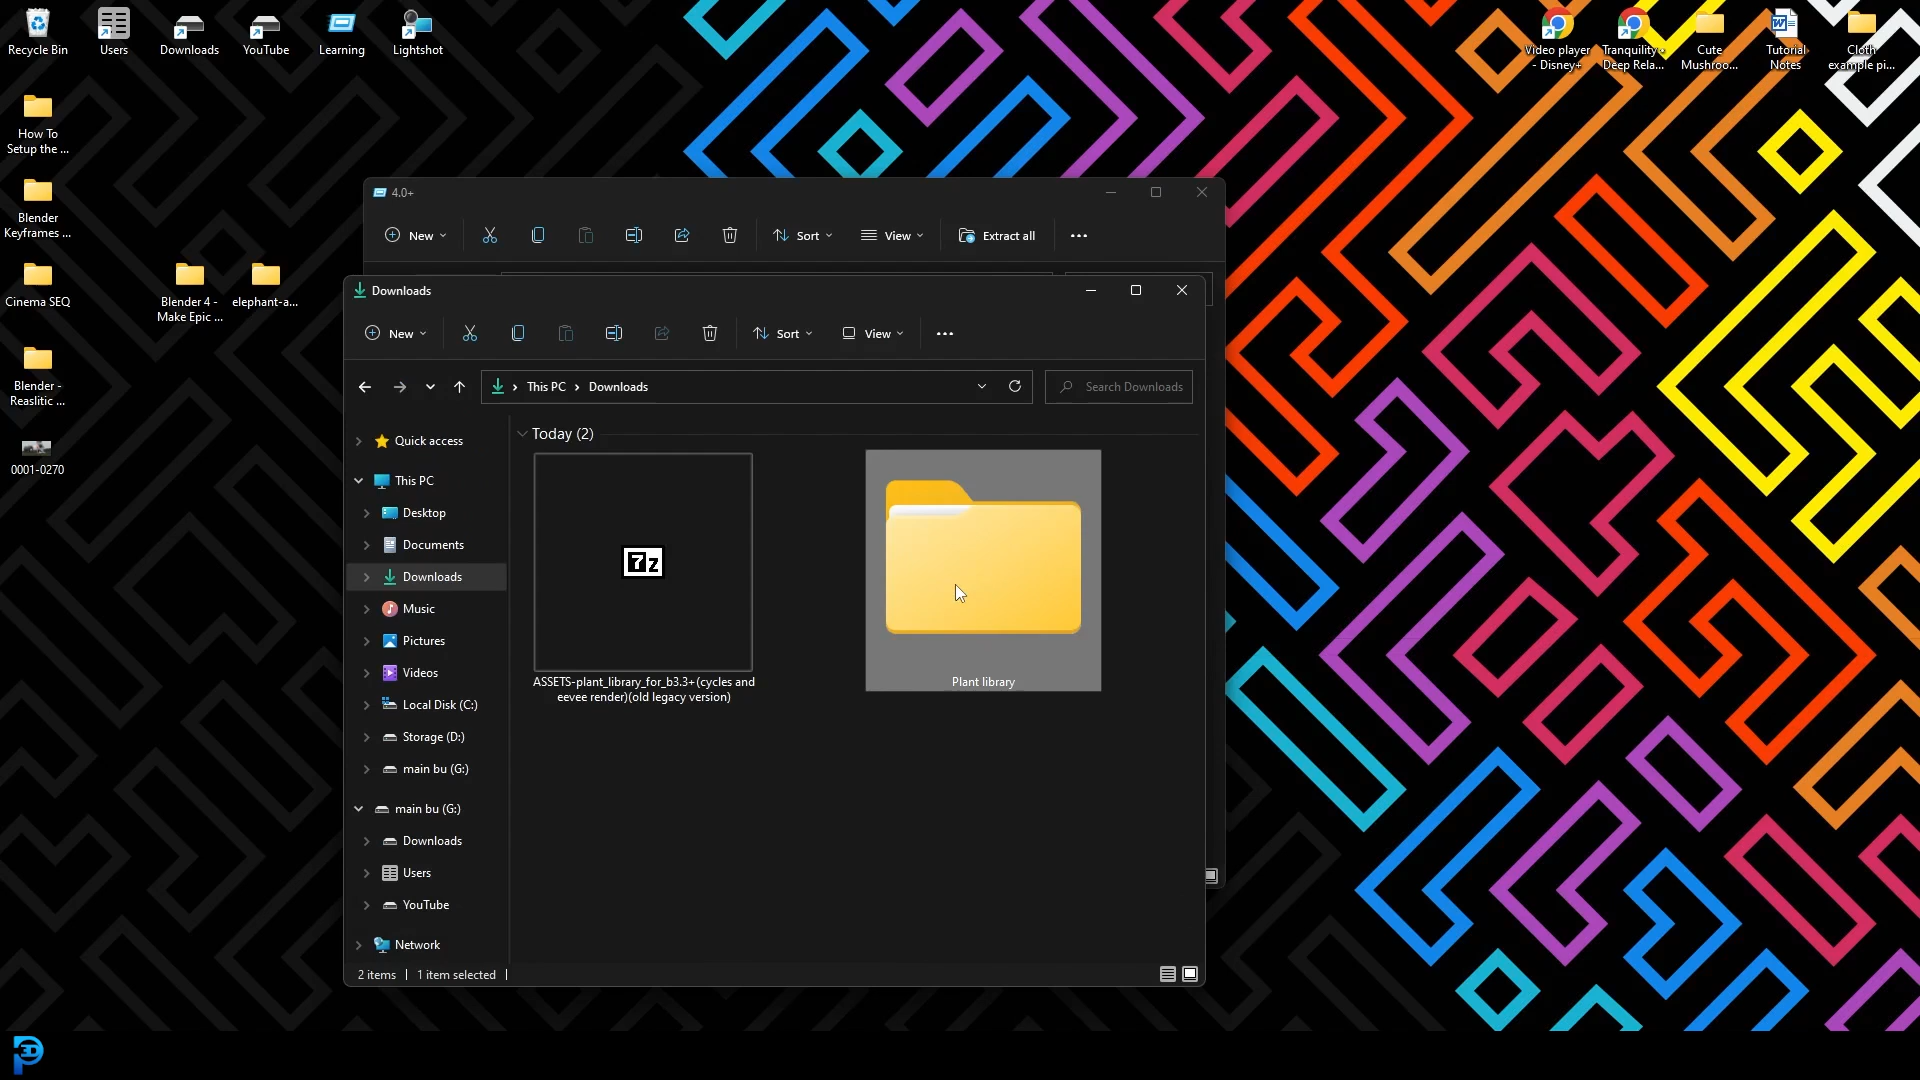 Recycle Bin
Users
Downloads
YouTube
Learning
Lightshot
Video player
- Disney+
Tranquility •
Deep Rela...
Cute
Mushroo...
Tutorial
Notes
Cloth
example pi...
How To
Setup the ...
Blender
Keyframes ...
Cinema SEQ
Blender 4 -
Make Epic ...
elephant-a...
Blender -
Reaslitic ...
0001-0270
4.0+
New
Sort
View
Extract all
Downloads
New
Sort
View
This PC > Downloads
Search Downloads
Quick access
This PC
Desktop
Documents
Downloads
Music
Pictures
Videos
Local Disk (C:)
Storage (D:)
main bu (G:)
main bu (G:)
Downloads
Users
YouTube
Network
Today (2)
7z
ASSETS-plant_library_for_b3.3+(cycles and
eevee render)(old legacy version)
Plant library
2 items | 1 item selected |
P3D